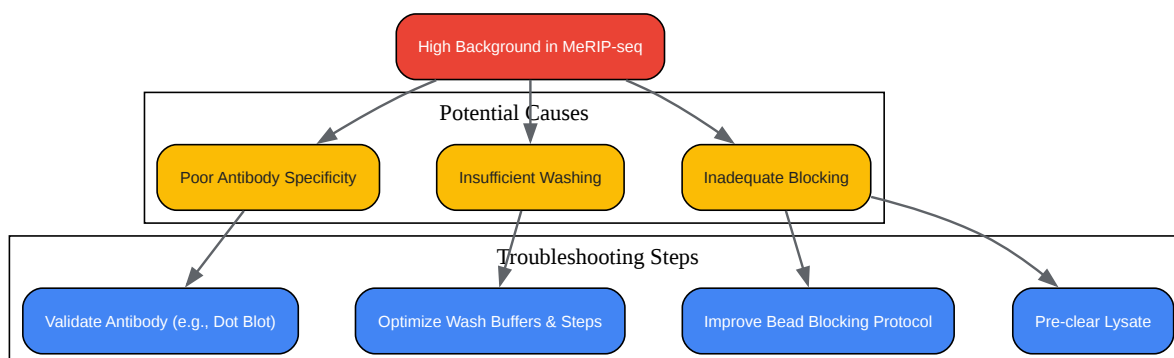 High Background in MeRIP-seq
Potential Causes
Poor Antibody Specificity
Insufficient Washing
Inadequate Blocking
Troubleshooting Steps
Validate Antibody (e.g., Dot Blot)
Optimize Wash Buffers & Steps
Improve Bead Blocking Protocol
Pre-clear Lysate